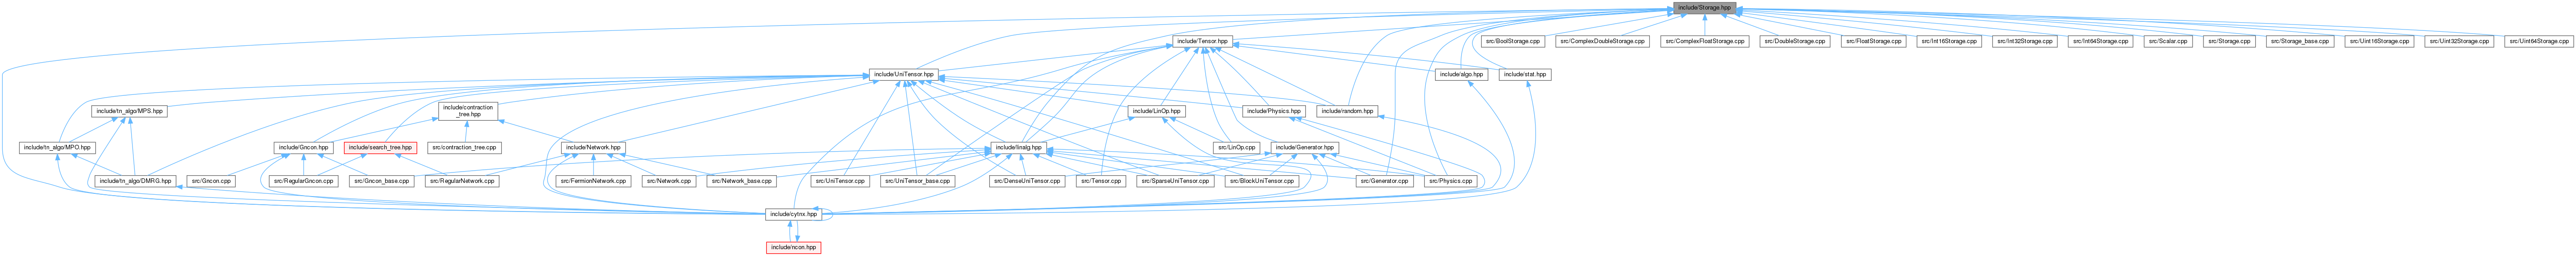 include/Storage.hpp
include/Tensor.hpp
src/BoolStorage.cpp
src/ComplexDoubleStorage.cpp
src/ComplexFloatStorage.cpp
src/DoubleStorage.cpp
src/FloatStorage.cpp
src/Int16Storage.cpp
src/Int32Storage.cpp
src/Int64Storage.cpp
src/Scalar.cpp
src/Storage.cpp
src/Storage_base.cpp
src/Uint16Storage.cpp
src/Uint32Storage.cpp
src/Uint64Storage.cpp
include/UniTensor.hpp
include/algo.hpp
include/stat.hpp
include/tn_algo/MPS.hpp
include/contraction
_tree.hpp
include/LinOp.hpp
include/Physics.hpp
include/random.hpp
include/tn_algo/MPO.hpp
include/Gncon.hpp
include/search_tree.hpp
src/contraction_tree.cpp
include/Network.hpp
include/linalg.hpp
src/LinOp.cpp
include/Generator.hpp
include/tn_algo/DMRG.hpp
src/Gncon.cpp
src/RegularGncon.cpp
src/Gncon_base.cpp
src/RegularNetwork.cpp
src/FermionNetwork.cpp
src/Network.cpp
src/Network_base.cpp
src/UniTensor.cpp
src/UniTensor_base.cpp
src/DenseUniTensor.cpp
src/Tensor.cpp
src/SparseUniTensor.cpp
src/BlockUniTensor.cpp
src/Generator.cpp
src/Physics.cpp
include/cytnx.hpp
include/ncon.hpp